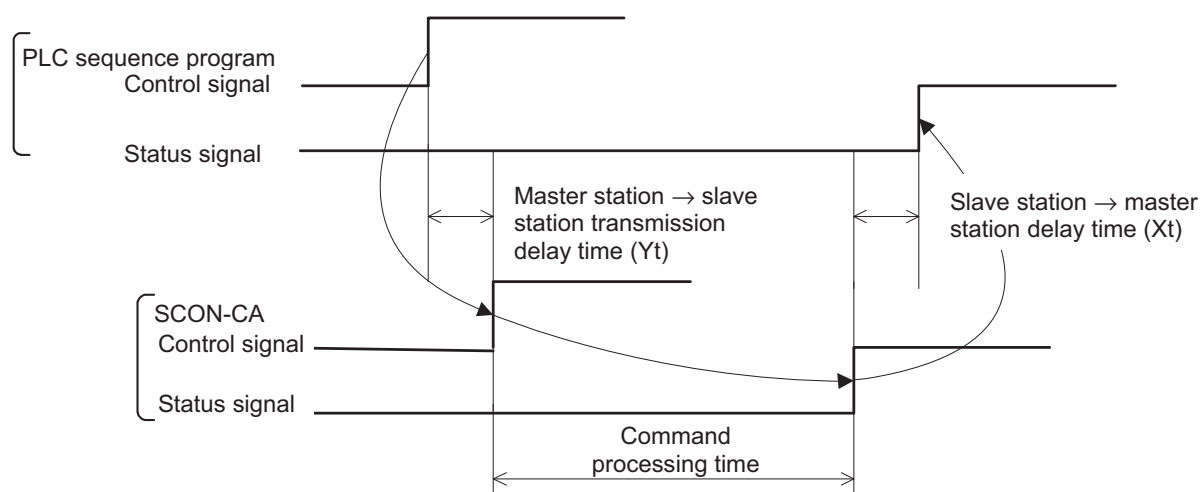 PLC sequence program
Control signal
Status signal
Master station → slave
station transmission
delay time (Yt)
Slave station → master
station delay time (Xt)
SCON-CA
Control signal
Status signal
Command
processing time